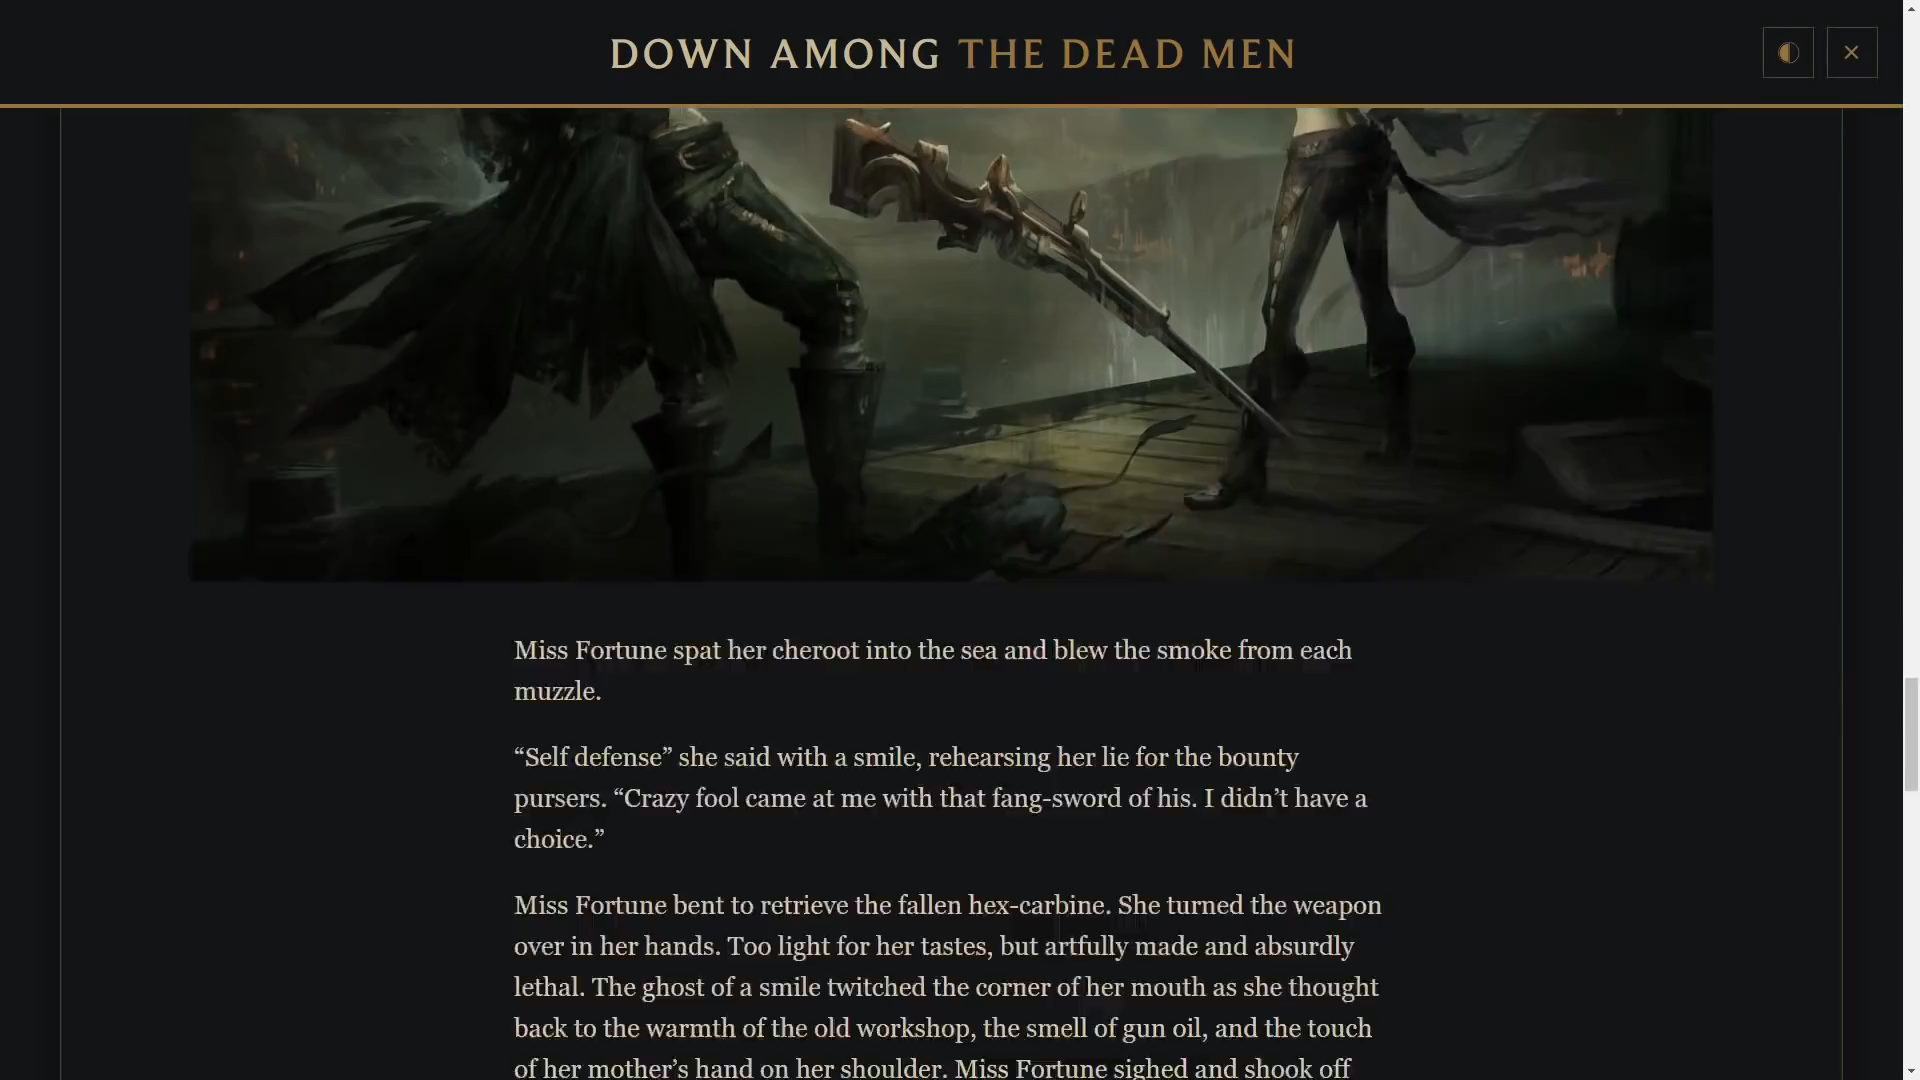 DOWN AMONG THE DEAD MEN
Miss Fortune spat her cheroot into the sea and blew the smoke from each
muzzle.
“Self defense” she said with a smile, rehearsing her lie for the bounty
pursers. “Crazy fool came at me with that fang-sword of his. I didn’t have a
choice.”
Miss Fortune bent to retrieve the fallen hex-carbine. She turned the weapon
over in her hands. Too light for her tastes, but artfully made and absurdly
lethal. The ghost of a smile twitched the corner of her mouth as she thought
back to the warmth of the old workshop, the smell of gun oil, and the touch
of her mother’s hand on her shoulder. Miss Fortune sighed and shook off